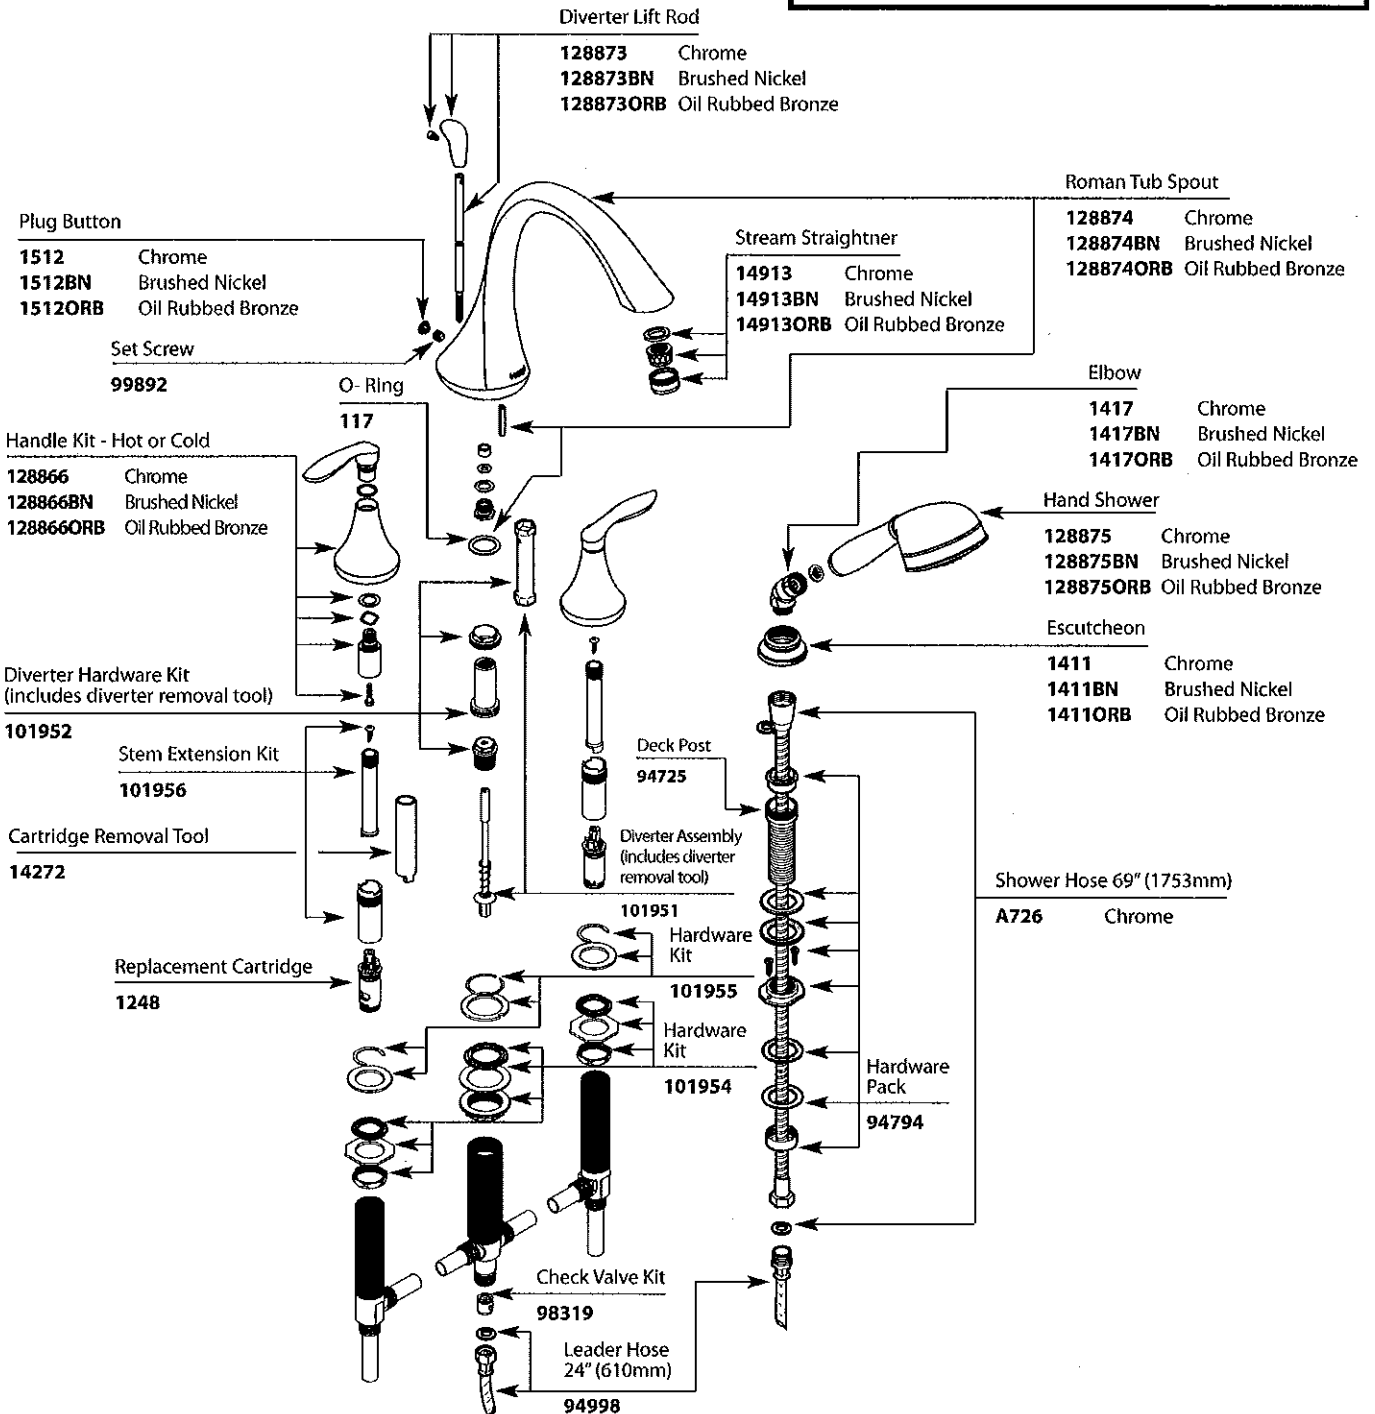 Diverter Lift Rod
128873 Chrome
128873BN Brushed Nickel
128873ORB Oil Rubbed Bronze
Roman Tub Spout
128874 Chrome
128874BN Brushed Nickel
128874ORB Oil Rubbed Bronze
Plug Button
1512 Chrome
1512BN Brushed Nickel
1512ORB Oil Rubbed Bronze
Stream Straightner
14913 Chrome
14913BN Brushed Nickel
14913ORB Oil Rubbed Bronze
Set Screw
99892
O-Ring
117
Elbow
1417 Chrome
1417BN Brushed Nickel
1417ORB Oil Rubbed Bronze
Handle Kit - Hot or Cold
128866 Chrome
128866BN Brushed Nickel
128866ORB Oil Rubbed Bronze
Hand Shower
128875 Chrome
128875BN Brushed Nickel
128875ORB Oil Rubbed Bronze
Escutcheon
1411 Chrome
1411BN Brushed Nickel
1411ORB Oil Rubbed Bronze
Diverter Hardware Kit
(includes diverter removal tool)
101952
Stem Extension Kit
101956
Deck Post
94725
Cartridge Removal Tool
14272
Diverter Assembly
(includes diverter
removal tool)
101951
Shower Hose 69" (1753mm)
A726 Chrome
Replacement Cartridge
1248
Hardware
Kit
101955
Hardware
Kit
101954
Hardware
Pack
94794
Check Valve Kit
98319
Leader Hose
24" (610mm)
94998